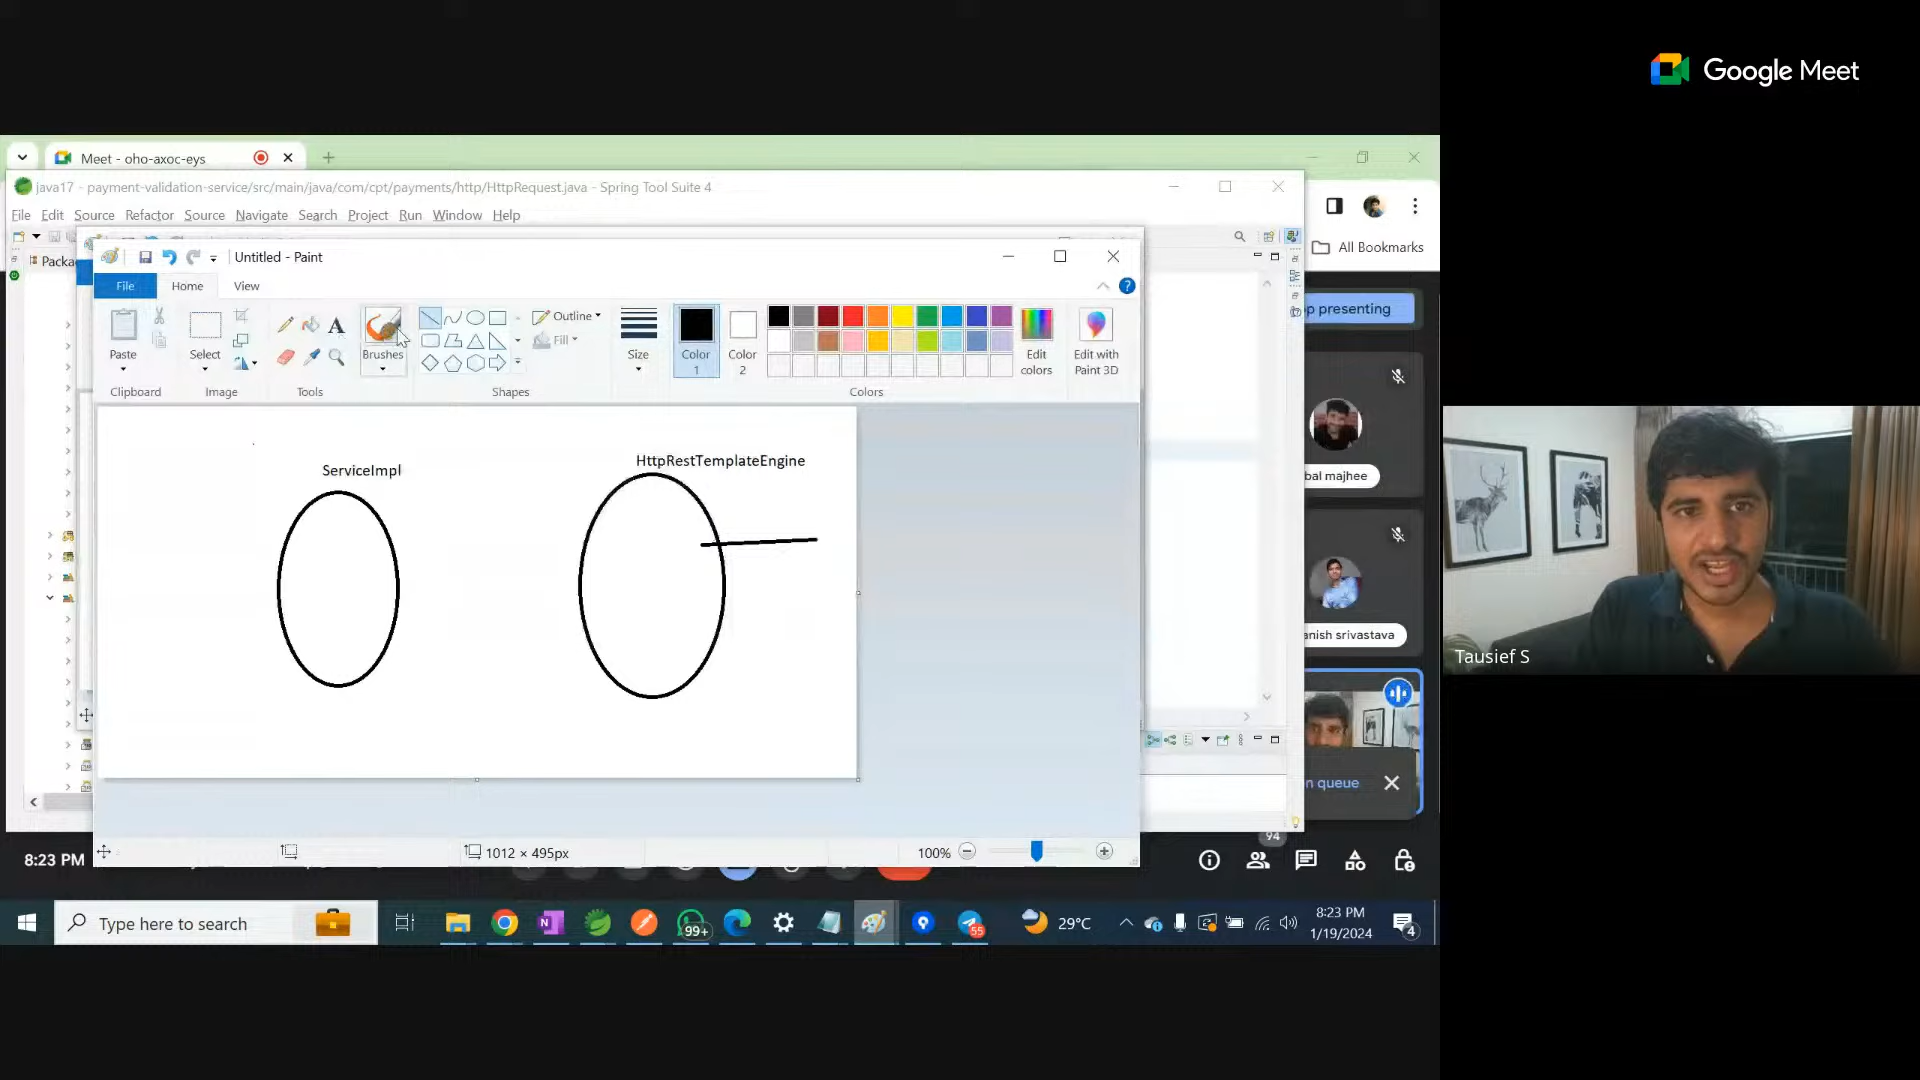 Google Meet
Meet - oho-axoc-eys
java17 - payment-validation-service/src/main/java/com/cpt/payments/http/HttpRequest.java - Spring Tool Suite 4
File Edit Source Refactor Source Navigate Search Project Run Window Help
All Bookmarks
Packa
Untitled - Paint
File Home View
Paste
Select
Brushes
Outline
Fill
Size
Color 1
Color 2
Edit colors
Edit with Paint 3D
Clipboard Image Tools Shapes Colors
p presenting
ServiceImpl
HttpRestTemplateEngine
bal majhee
anish srivastava
Tausief S
n queue
1012 × 495px
100%
94
8:23 PM
Type here to search
99+
55
29°C
8:23 PM
1/19/2024
4